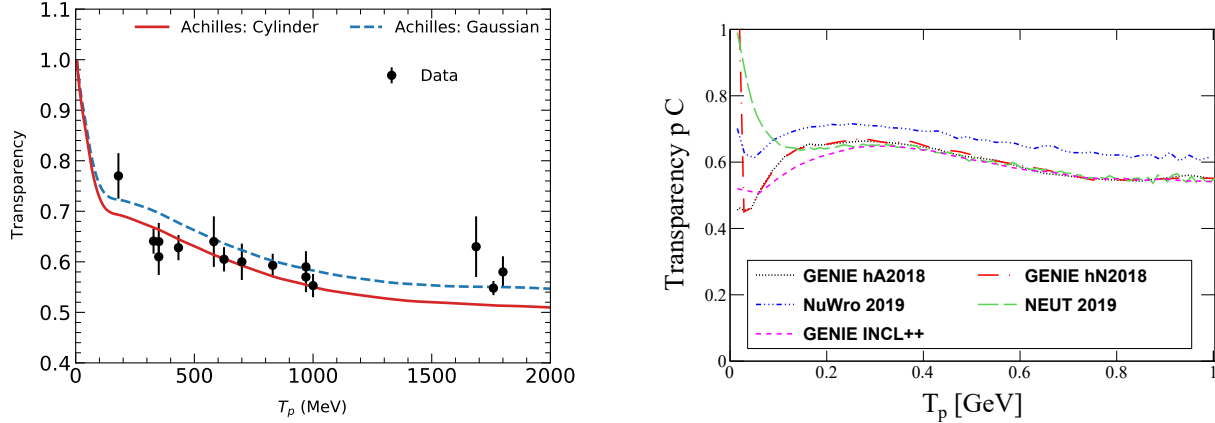 1.1
1.0
0.9
0.8
0.7
0.6
0.5
0.4
Transparency
Achilles: Cylinder
Achilles: Gaussian
Data
0
500
1000
1500
2000
T_p (MeV)
1
0.8
0.6
0.4
0.2
0
Transparency p C
GENIE hA2018
GENIE hN2018
NuWro 2019
NEUT 2019
GENIE INCL++
0
0.2
0.4
0.6
0.8
1
T_p [GeV]